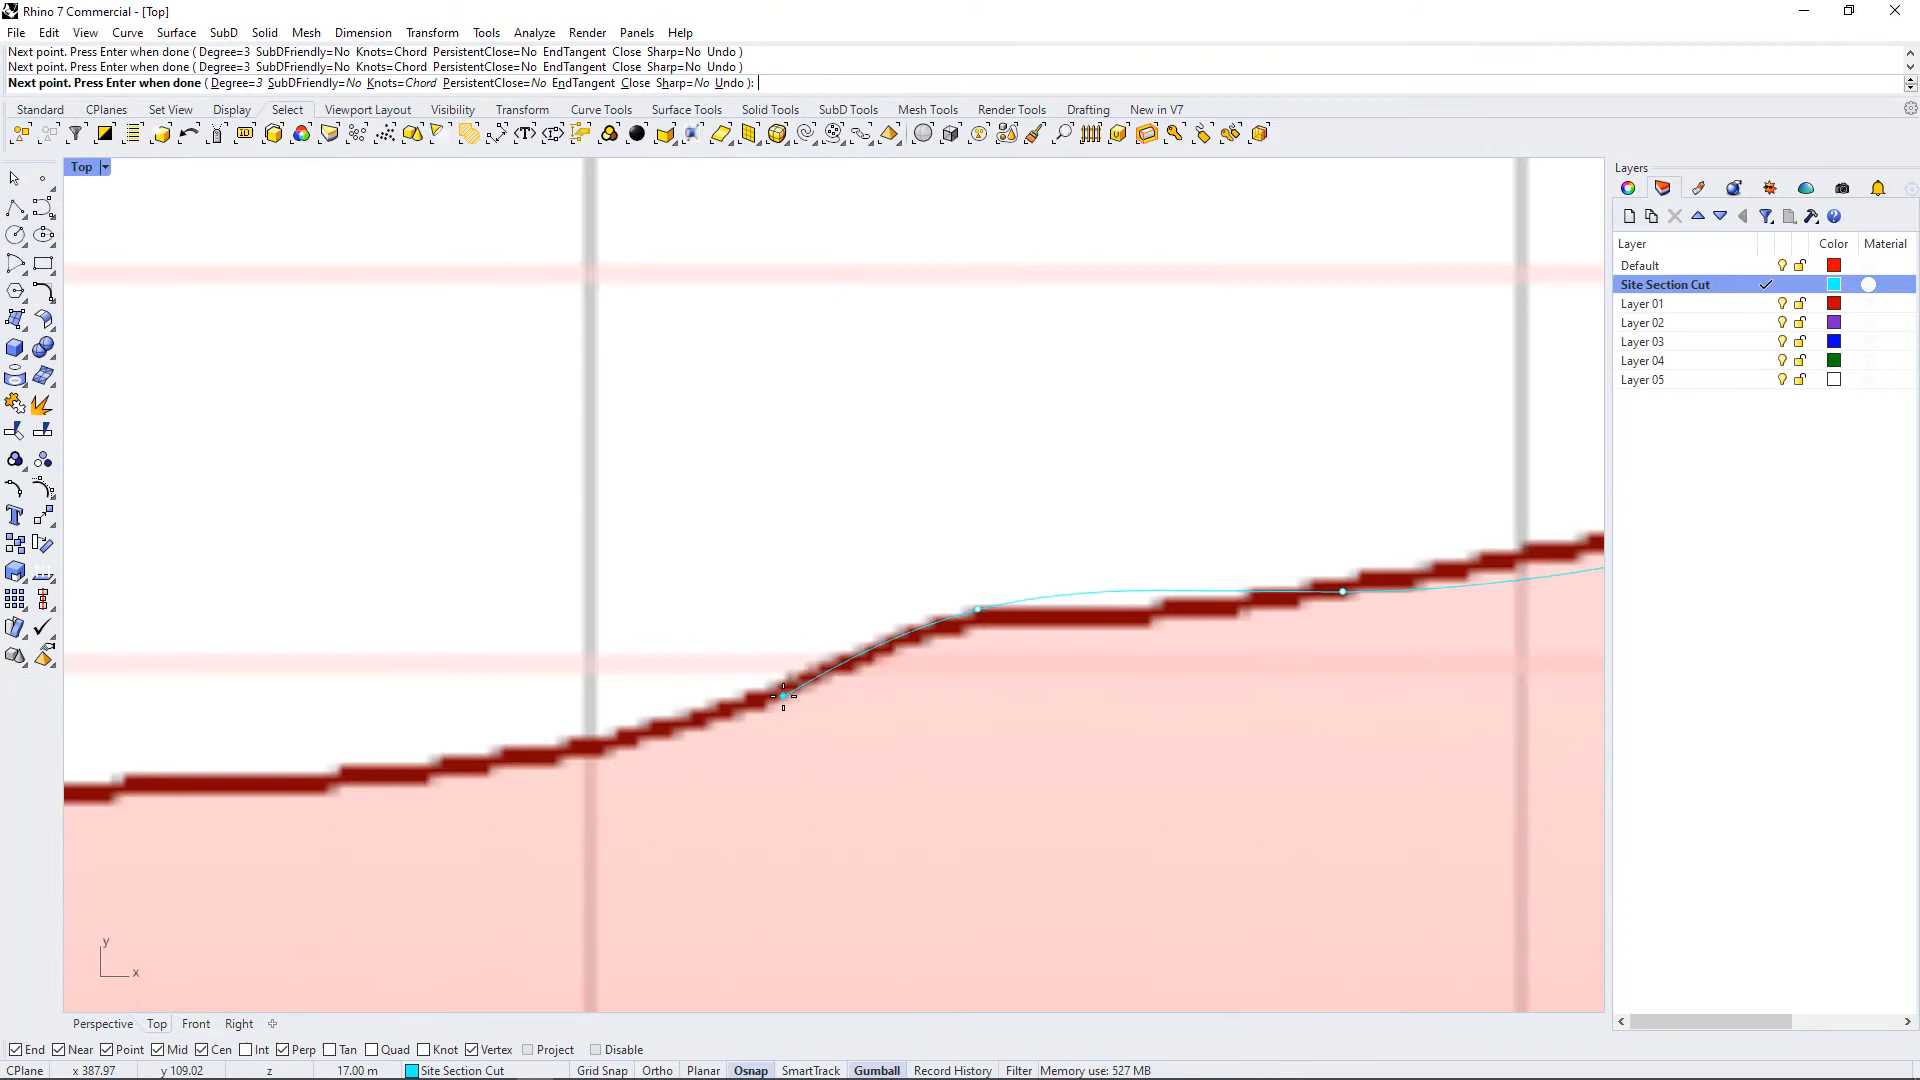 Rhino 7 Commercial - [Top]
File Edit View Curve Surface SubD Solid Mesh Dimension Transform Tools Analyze Render Panels Help
Next point. Press Enter when done ( Degree=3 SubDFriendly=No Knots=Chord PersistentClose=No EndTangent Close Sharp=No Undo )
Next point. Press Enter when done ( Degree=3 SubDFriendly=No Knots=Chord PersistentClose=No EndTangent Close Sharp=No Undo )
Next point. Press Enter when done ( Degree=3 SubDFriendly=No Knots=Chord PersistentClose=No EndTangent Close Sharp=No Undo ):
Standard CPlanes Set View Display Select Viewport Layout Visibility Transform Curve Tools Surface Tools Solid Tools SubD Tools Mesh Tools Render Tools Drafting New in V7
Top
Layers
Layer Color Material
Default
Site Section Cut
Layer 01
Layer 02
Layer 03
Layer 04
Layer 05
y
x
Perspective Top Front Right
End Near Point Mid Cen Int Perp Tan Quad Knot Vertex Project Disable
CPlane x 387.97 y 109.02 z 17.00 m Site Section Cut Grid Snap Ortho Planar Osnap SmartTrack Gumball Record History Filter Memory use: 527 MB